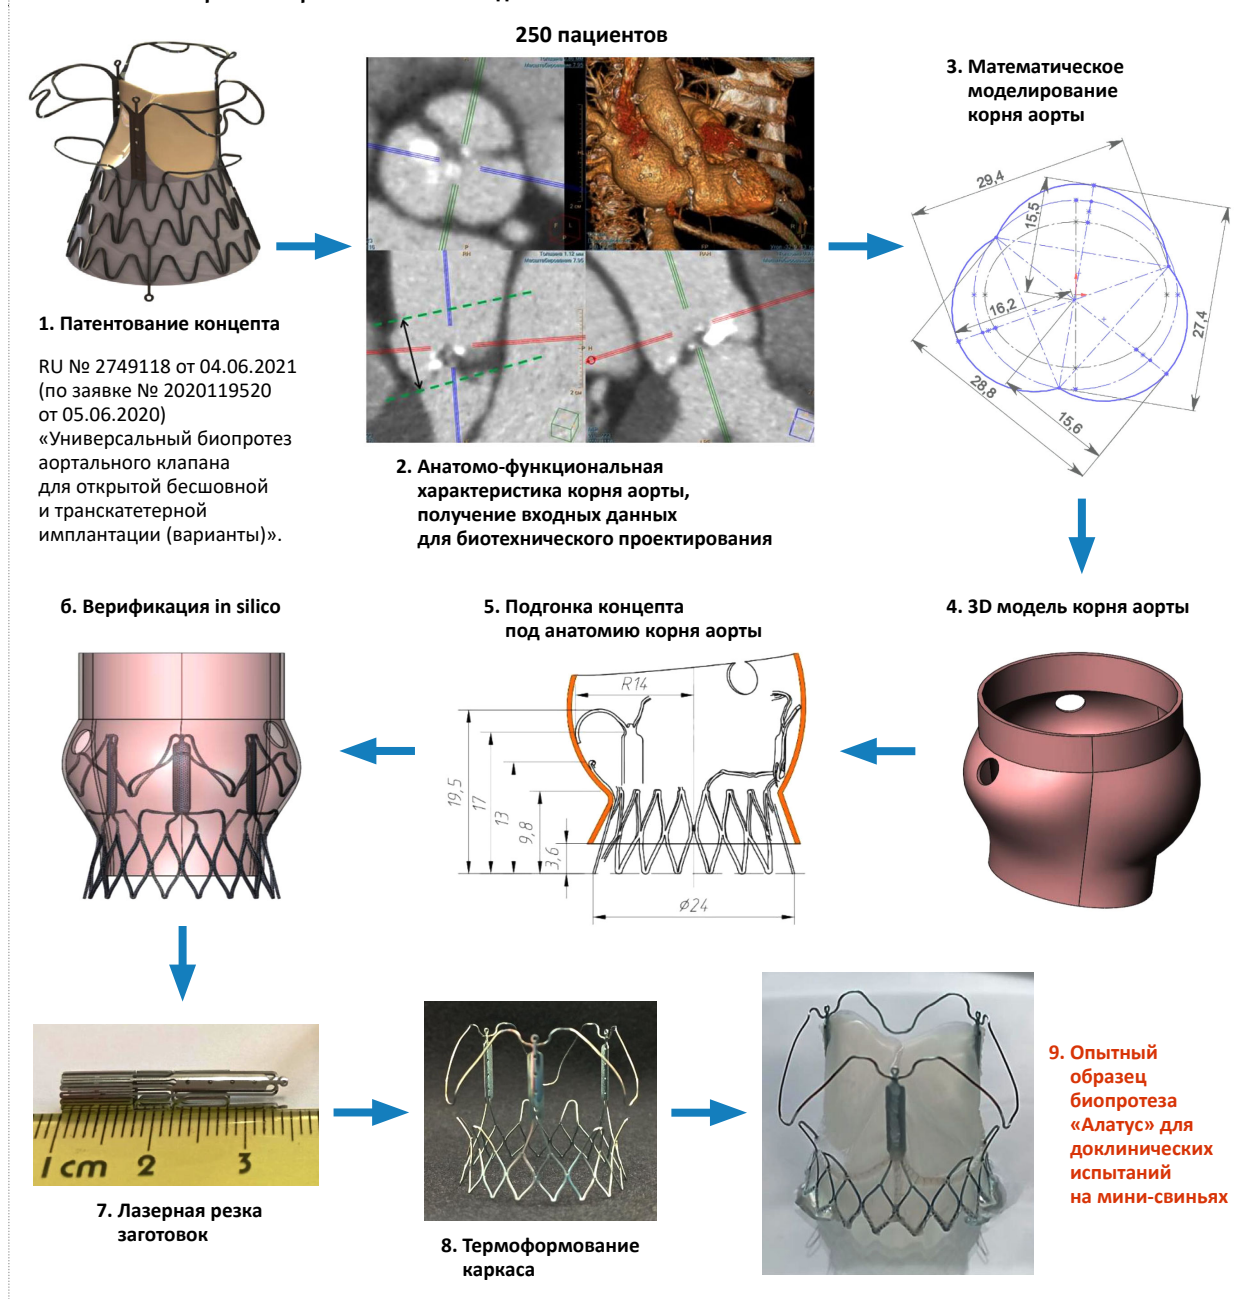 250 пациентов
1. Патентование концепта
RU № 2749118 от 04.06.2021
(по заявке № 2020119520
от 05.06.2020)
«Универсальный биопротез
аортального клапана
для открытой бесшовной
и транскатетерной
имплантации (варианты)».
2. Анатомо-функциональная
характеристика корня аорты,
получение входных данных
для биотехнического проектирования
3. Математическое
моделирование
корня аорты
29,4
15,5
16,2
27,4
28,8
15,6
6. Верификация in silico
5. Подгонка концепта
под анатомию корня аорты
4. 3D модель корня аорты
R14
19,5
17
13
9,8
3,6
⌀24
1 cm 2 3
7. Лазерная резка
заготовок
8. Термоформование
каркаса
9. Опытный
образец
биопротеза
«Алатус» для
доклинических
испытаний
на мини-свиньях